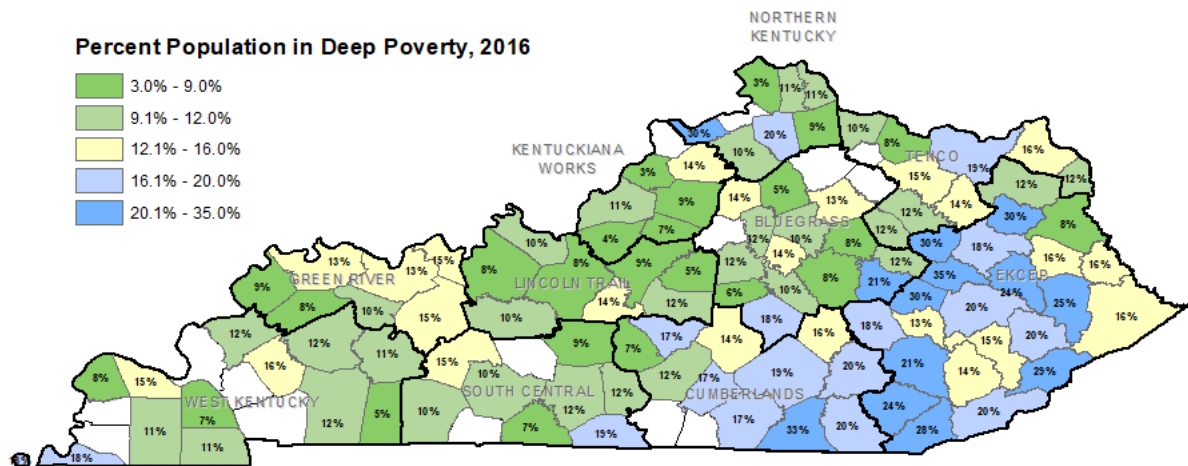 NORTHERN
KENTUCKY
Percent Population in Deep Poverty, 2016
3.0% - 9.0%
9.1% - 12.0%
12.1% - 16.0%
16.1% - 20.0%
20.1% - 35.0%
3% 11% 11%
30% 20% 9% 10% 8%
KENTUCKIANA
WORKS
10% 19% 16%
TENCO
3% 14% 15% 12% 12%
14% 5% 13% 14%
11% 9% 12% 30% 8%
BLUEGRASS
4% 7% 12% 10% 8% 12% 30% 18%
10% 14% 12% 16% 16%
13% 13% 15% 8% 8% 9% 5% 12% 8% 21% 35% 24% 25%
GREEN RIVER LINCOLN TRAIL EKCEP
9% 8% 10% 15% 10% 14% 12% 6% 10% 30% 20% 16%
12% 12% 11% 9% 7% 17% 18% 14% 16% 18% 13% 15% 20%
8% 15% 16% 15% 10% 12% 17% 19% 20% 21% 14% 29%
WEST KENTUCKY SOUTH CENTRAL CUMBERLANDS
11% 7% 12% 5% 10% 12% 12% 17% 20% 24% 20%
18% 11% 7% 19% 33% 28%